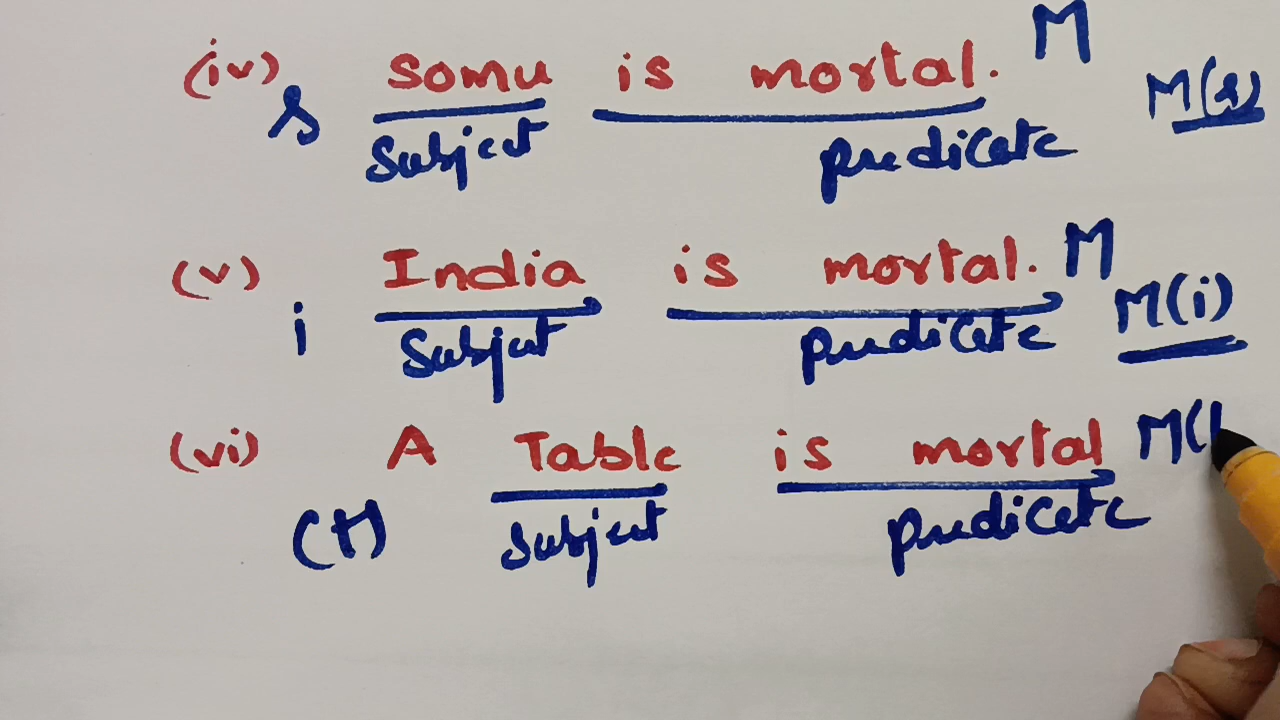 (iv) Somu is mortal. M
s Subject predicate M(s)
(v) India is mortal. M
i Subject predicate M(i)
(vi) A Table is mortal M(
(t) Subject predicate